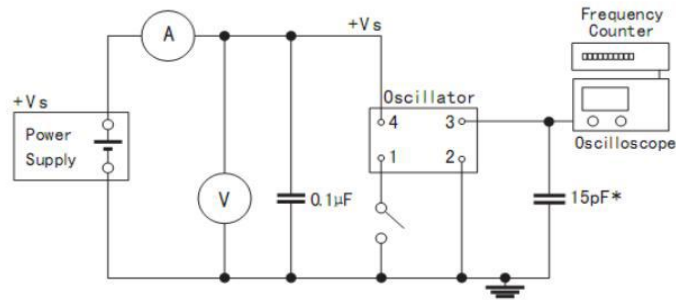 Frequency
Counter
+Vs
A
Oscillator
+Vs
Power
Supply
4 3
1 2
Oscilloscope
V
0.1μF
15pF*